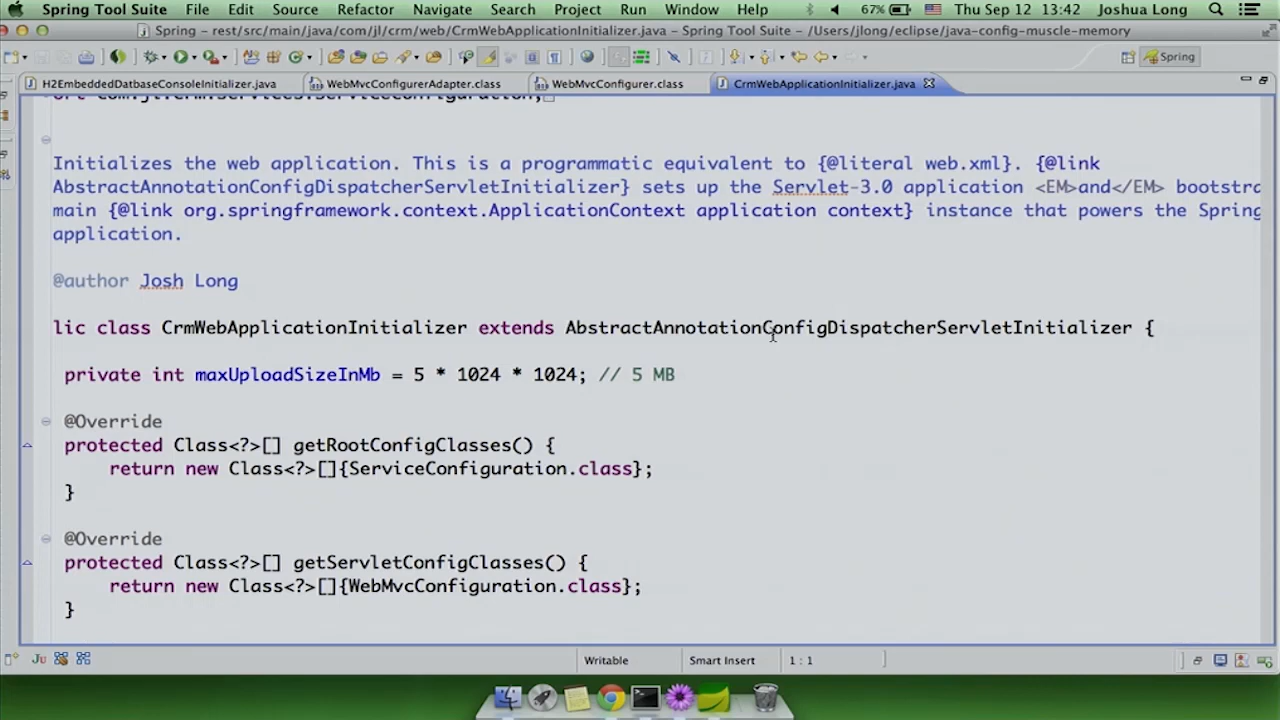 Spring Tool Suite File Edit Source Refactor Navigate Search Project Run Window Help 67% Thu Sep 12 13:42 Joshua Long
Spring - rest/src/main/java/com/jl/crm/web/CrmWebApplicationInitializer.java - Spring Tool Suite - /Users/jlong/eclipse/java-config-muscle-memory
Spring
H2EmbeddedDatbaseConsoleInitializer.java WebMvcConfigurerAdapter.class WebMvcConfigurer.class CrmWebApplicationInitializer.java
Initializes the web application. This is a programmatic equivalent to {@literal web.xml}. {@link
AbstractAnnotationConfigDispatcherServletInitializer} sets up the Servlet-3.0 application <EM>and</EM> bootstra
main {@link org.springframework.context.ApplicationContext application context} instance that powers the Spring
application.
@author Josh Long
lic class CrmWebApplicationInitializer extends AbstractAnnotationConfigDispatcherServletInitializer {
private int maxUploadSizeInMb = 5 * 1024 * 1024; // 5 MB
@Override
protected Class<?>[] getRootConfigClasses() {
return new Class<?>[]{ServiceConfiguration.class};
}
@Override
protected Class<?>[] getServletConfigClasses() {
return new Class<?>[]{WebMvcConfiguration.class};
}
Writable Smart Insert 1 : 1